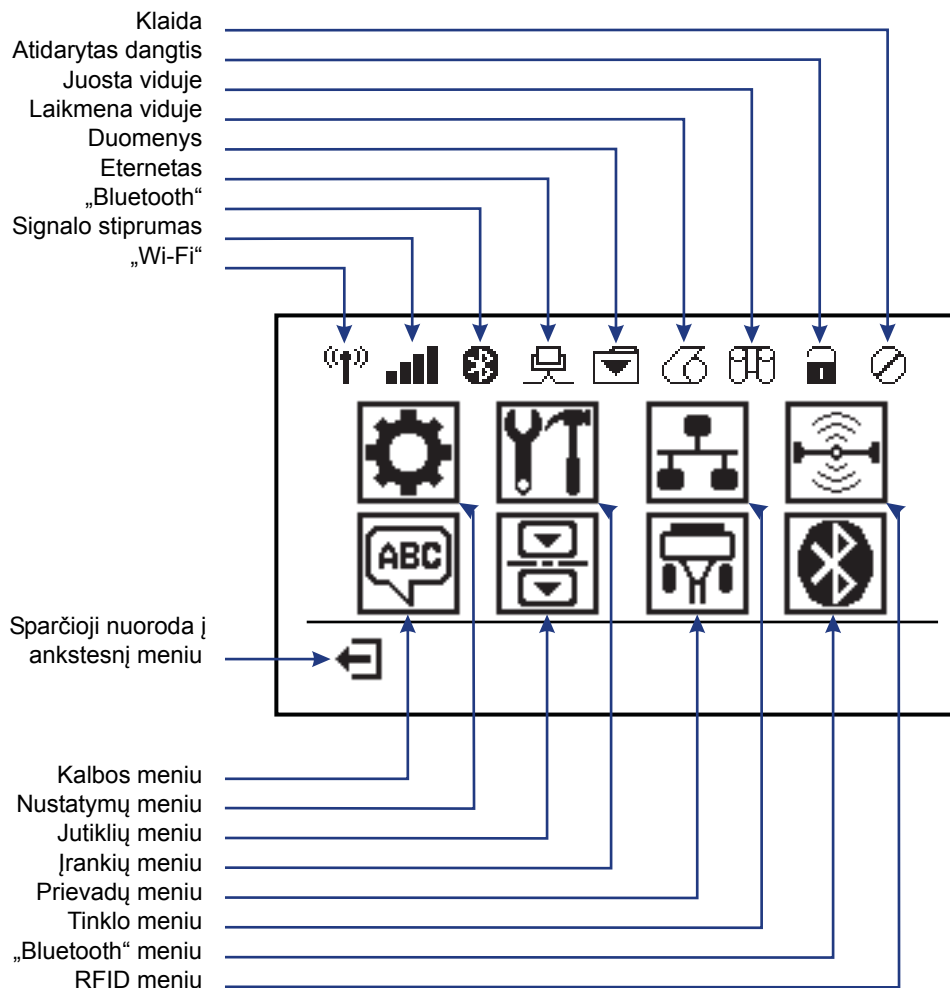 Klaida
Atidarytas dangtis
Juosta viduje
Laikmena viduje
Duomenys
Eternetas
„Bluetooth“
Signalo stiprumas
„Wi-Fi“
ABC
Sparčioji nuoroda į
ankstesnį meniu
Kalbos meniu
Nustatymų meniu
Jutiklių meniu
Įrankių meniu
Prievadų meniu
Tinklo meniu
„Bluetooth“ meniu
RFID meniu